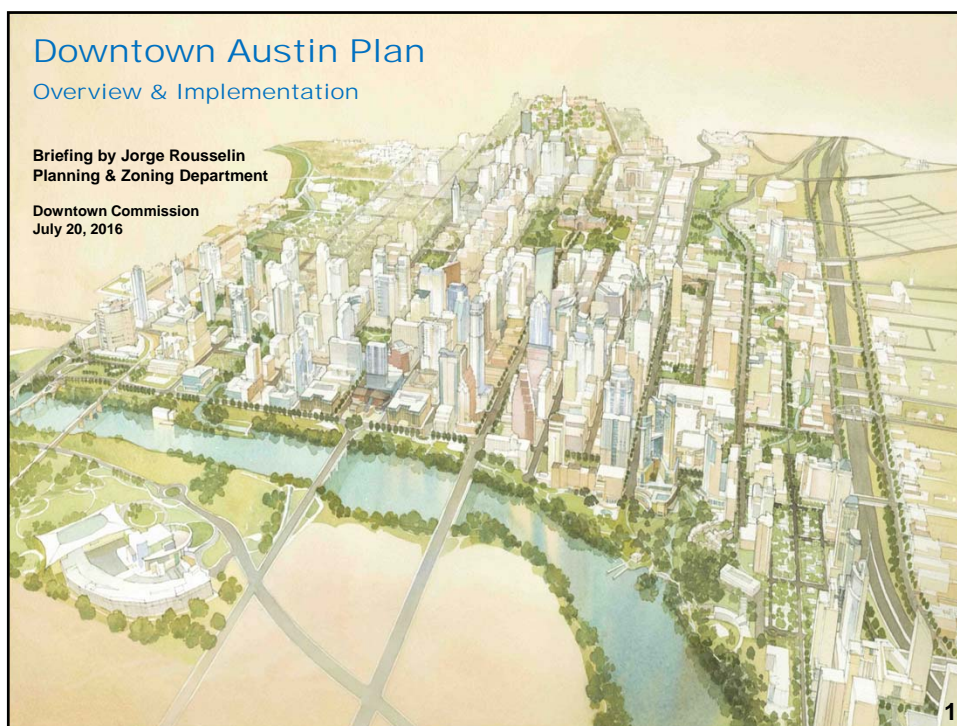 Downtown Austin Plan
Overview & Implementation
Briefing by Jorge Rousselin
Planning & Zoning Department
Downtown Commission
July 20, 2016
1